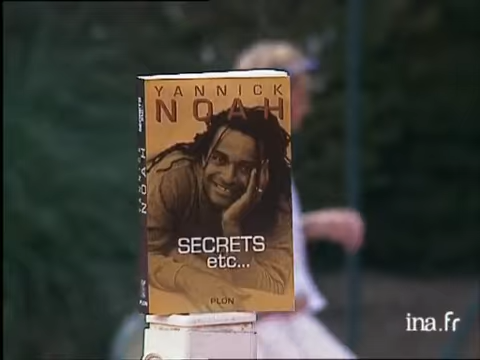 YANNICK
NOAH
SECRETS
etc...
PLON
NOAH
ina.fr